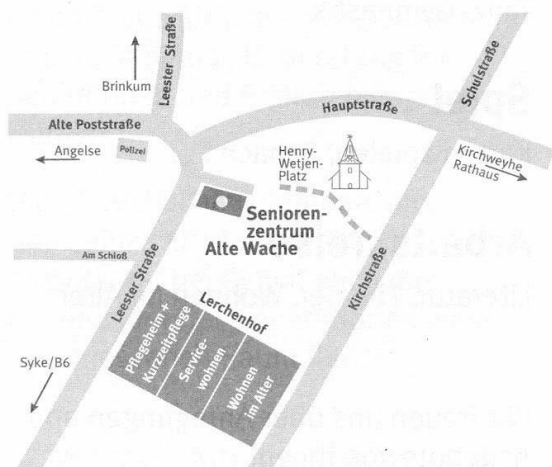 Leester Straße
Brinkum
Schulstraße
Hauptstraße
Alte Poststraße
Polizei
Angelse
Henry-
Wetjen-
Platz
Kirchweyhe
Rathaus
Senioren-
zentrum
Alte Wache
Am Schloß
Leester Straße
Kirchstraße
Lerchenhof
Pflegeheim +
Kurzzeitpflege
Service-
wohnen
Wohnen
im Alter
Syke/B6